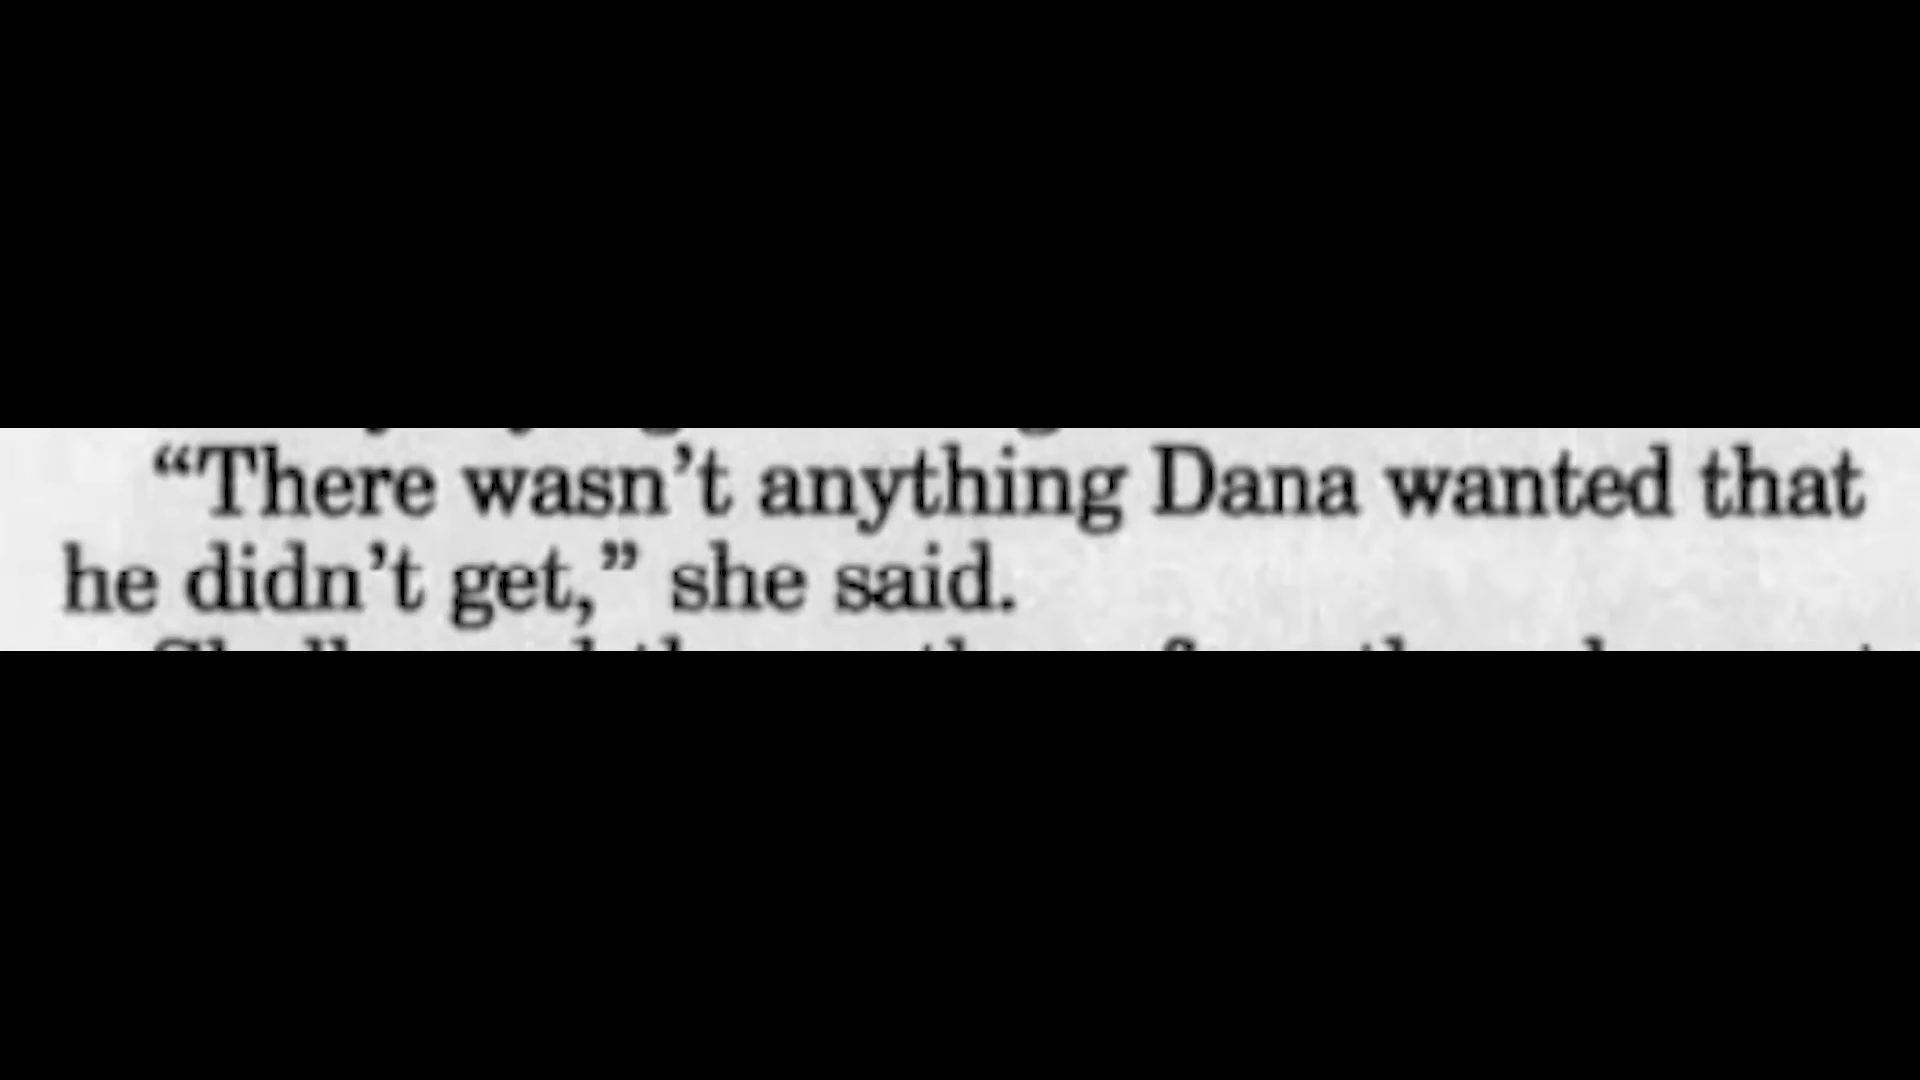 “There wasn’t anything Dana wanted that
he didn’t get,” she said.